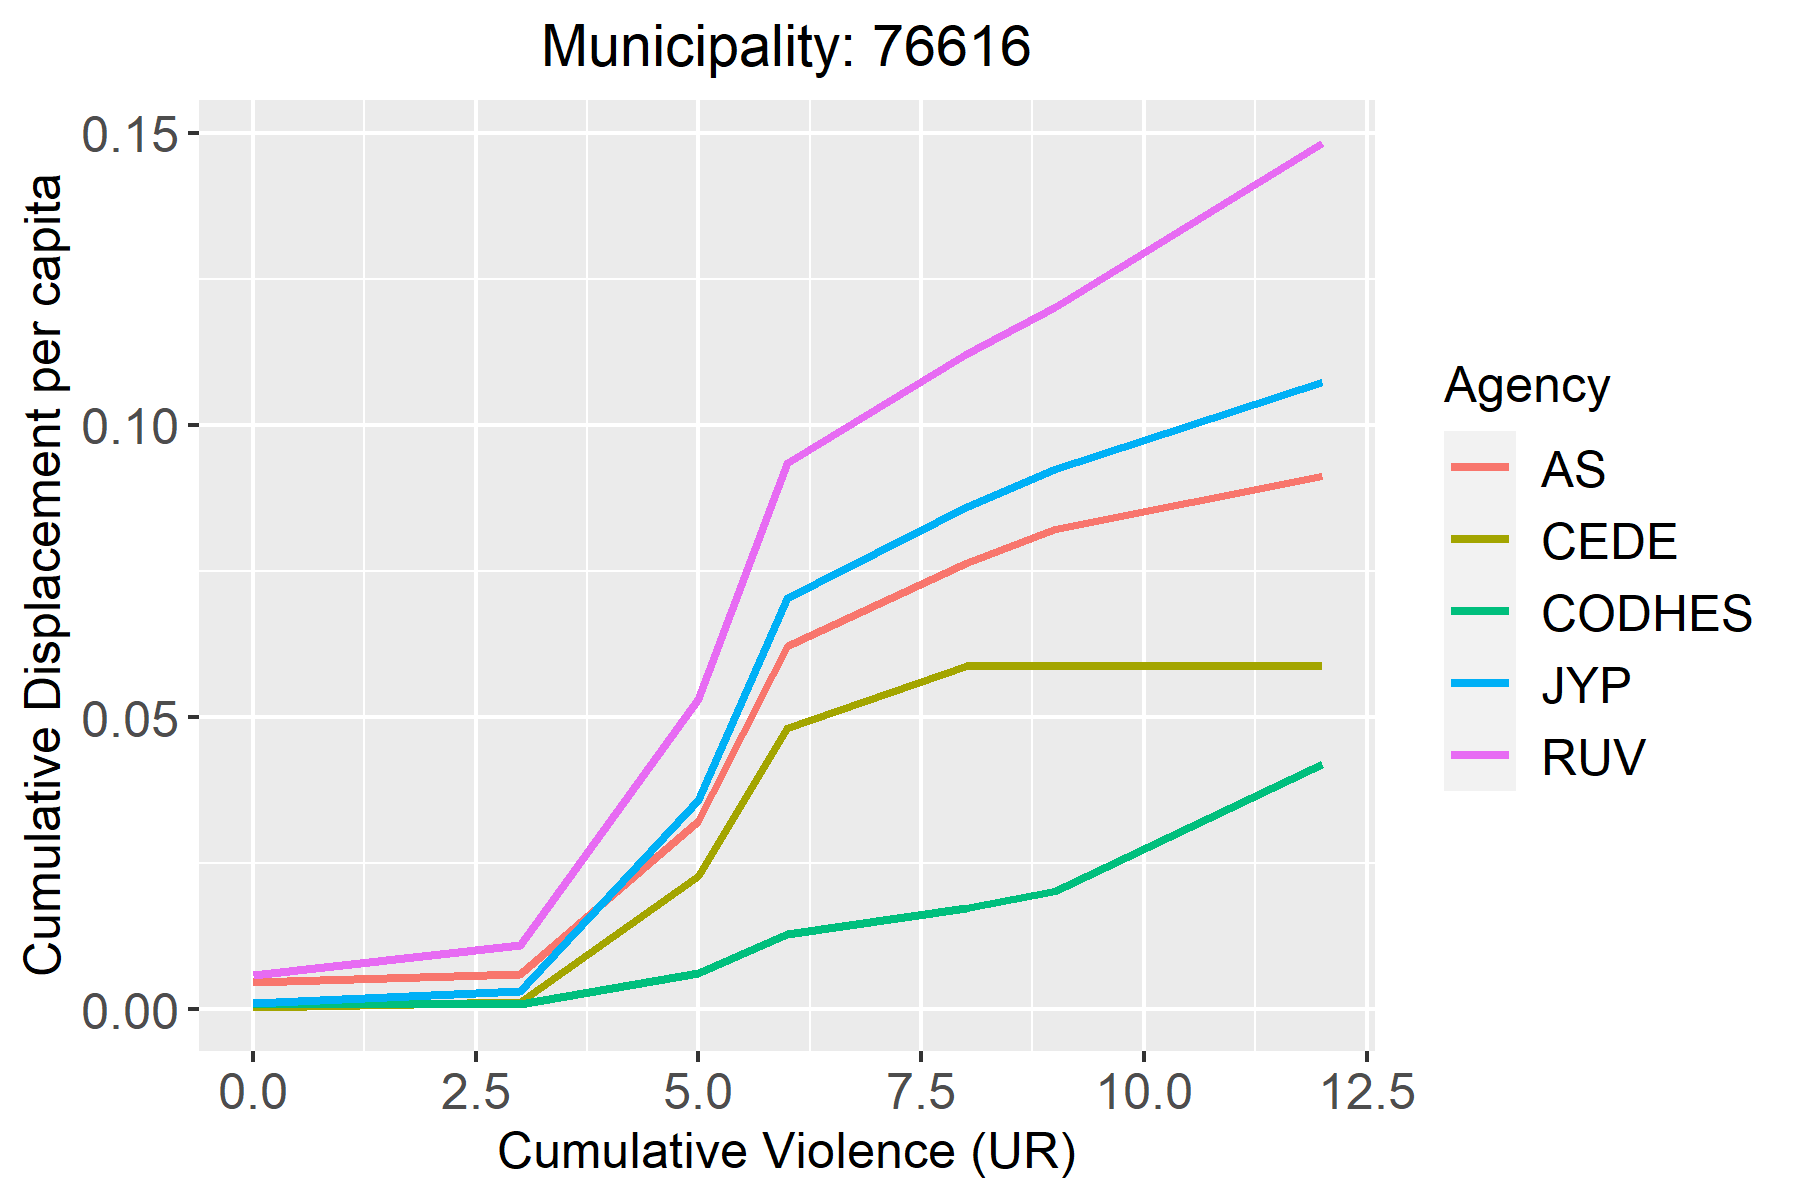 Municipality: 76616
0.15
0.10
0.05
0.00
Cumulative Displacement per capita
0.0 2.5 5.0 7.5 10.0 12.5
Cumulative Violence (UR)
Agency
AS
CEDE
CODHES
JYP
RUV